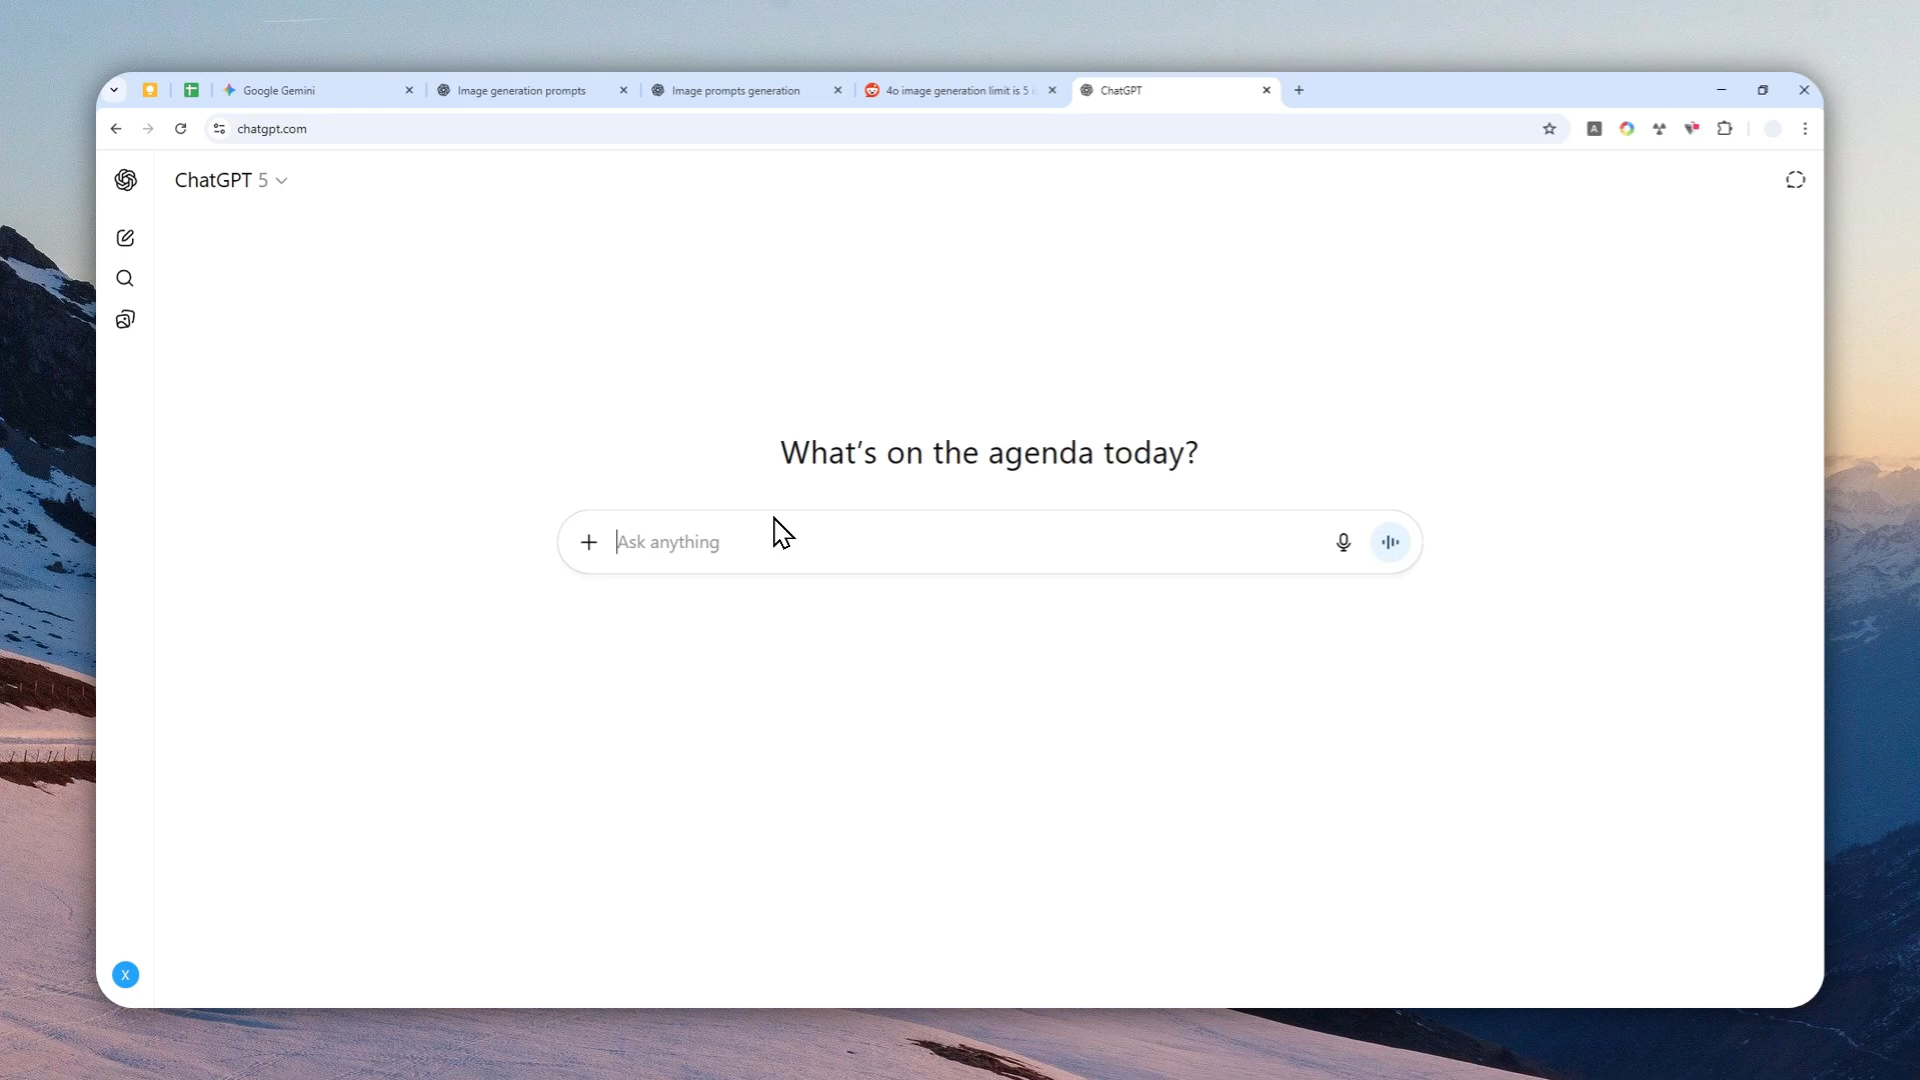 Google Gemini
Image generation prompts
Image prompts generation
4o image generation limit is 5
ChatGPT
chatgpt.com
A
ChatGPT 5
What's on the agenda today?
Ask anything
X